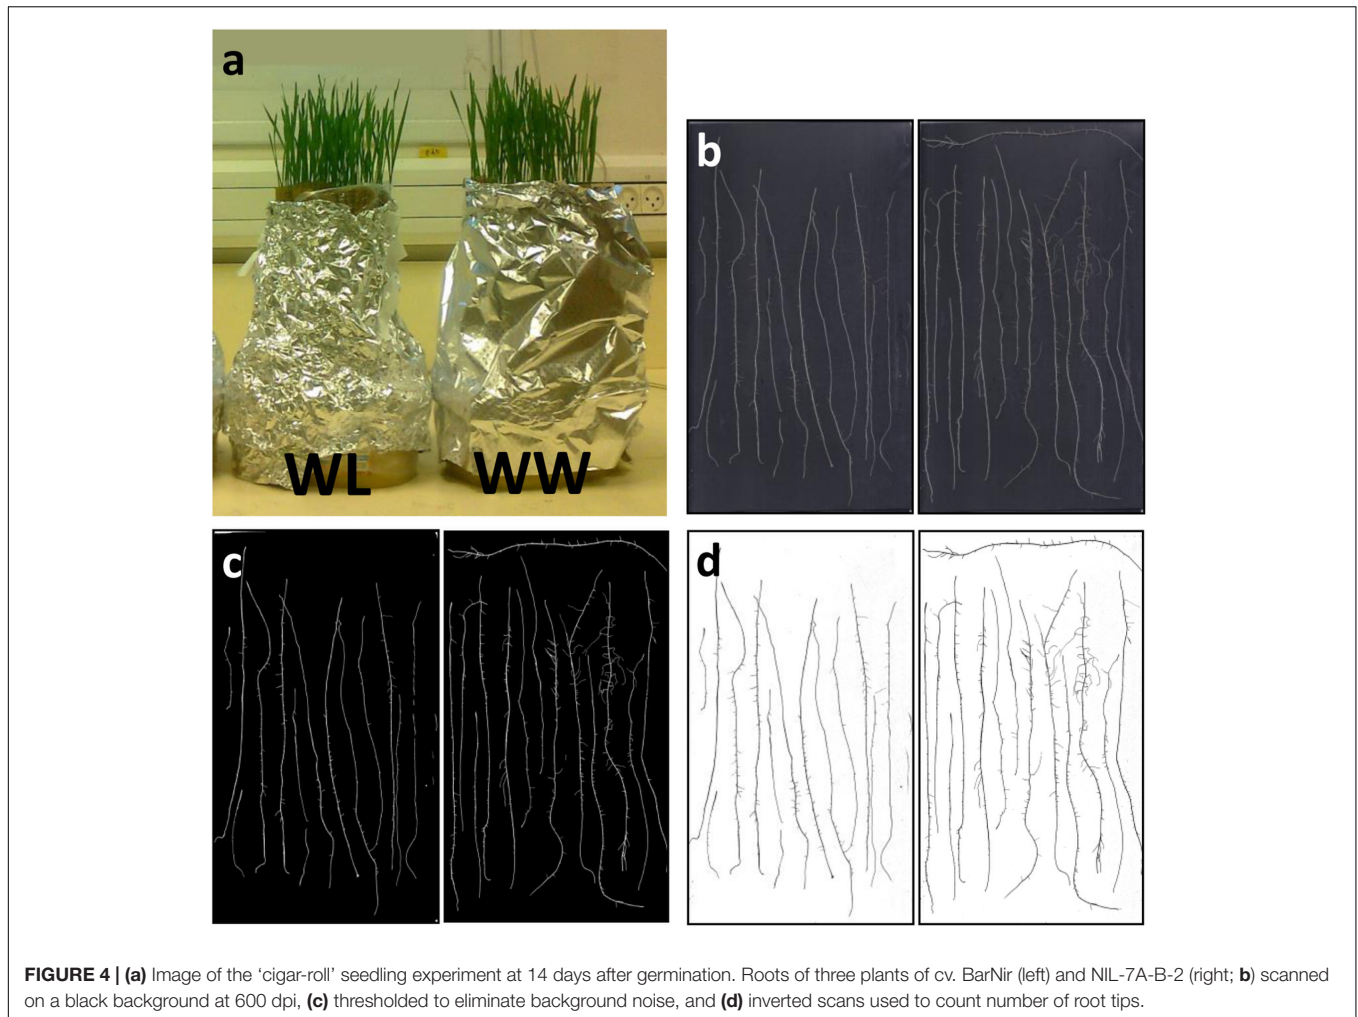 a
b
WL
WW
c
d
FIGURE 4 | (a) Image of the ‘cigar-roll’ seedling experiment at 14 days after germination. Roots of three plants of cv. BarNir (left) and NIL-7A-B-2 (right; b) scanned
on a black background at 600 dpi, (c) thresholded to eliminate background noise, and (d) inverted scans used to count number of root tips.